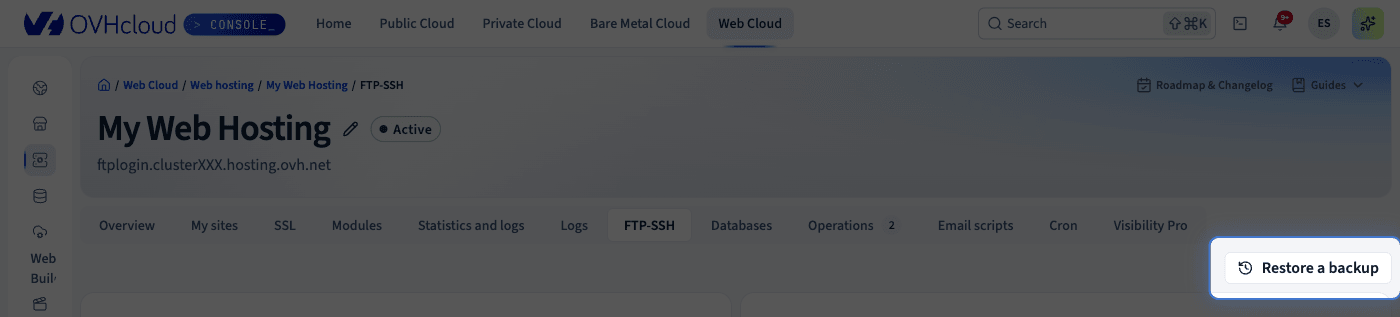 OVHcloud > CONSOLE_ Home Public Cloud Private Cloud Bare Metal Cloud Web Cloud Search ⇧⌘K 9+ ES
/ Web Cloud / Web hosting / My Web Hosting / FTP-SSH Roadmap & Changelog Guides
My Web Hosting Active
ftplogin.clusterXXX.hosting.ovh.net
Overview My sites SSL Modules Statistics and logs Logs FTP-SSH Databases Operations 2 Email scripts Cron Visibility Pro
Web
Buil
Restore a backup